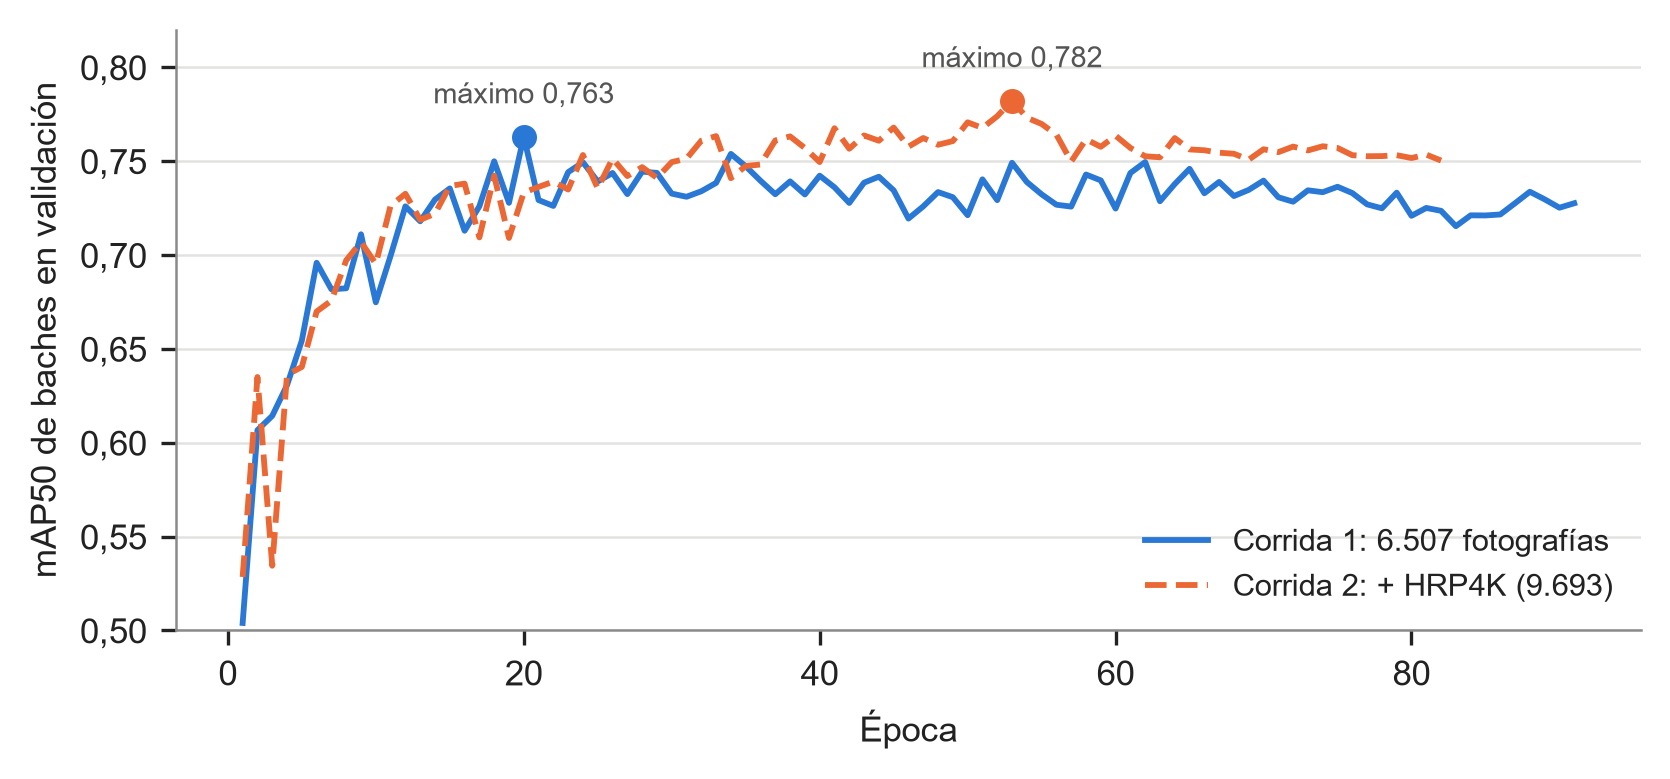 máximo 0,782
máximo 0,763
mAP50 de baches en validación
0,80
0,75
0,70
0,65
0,60
0,55
0,50
Corrida 1: 6.507 fotografías
Corrida 2: + HRP4K (9.693)
0 20 40 60 80
Época